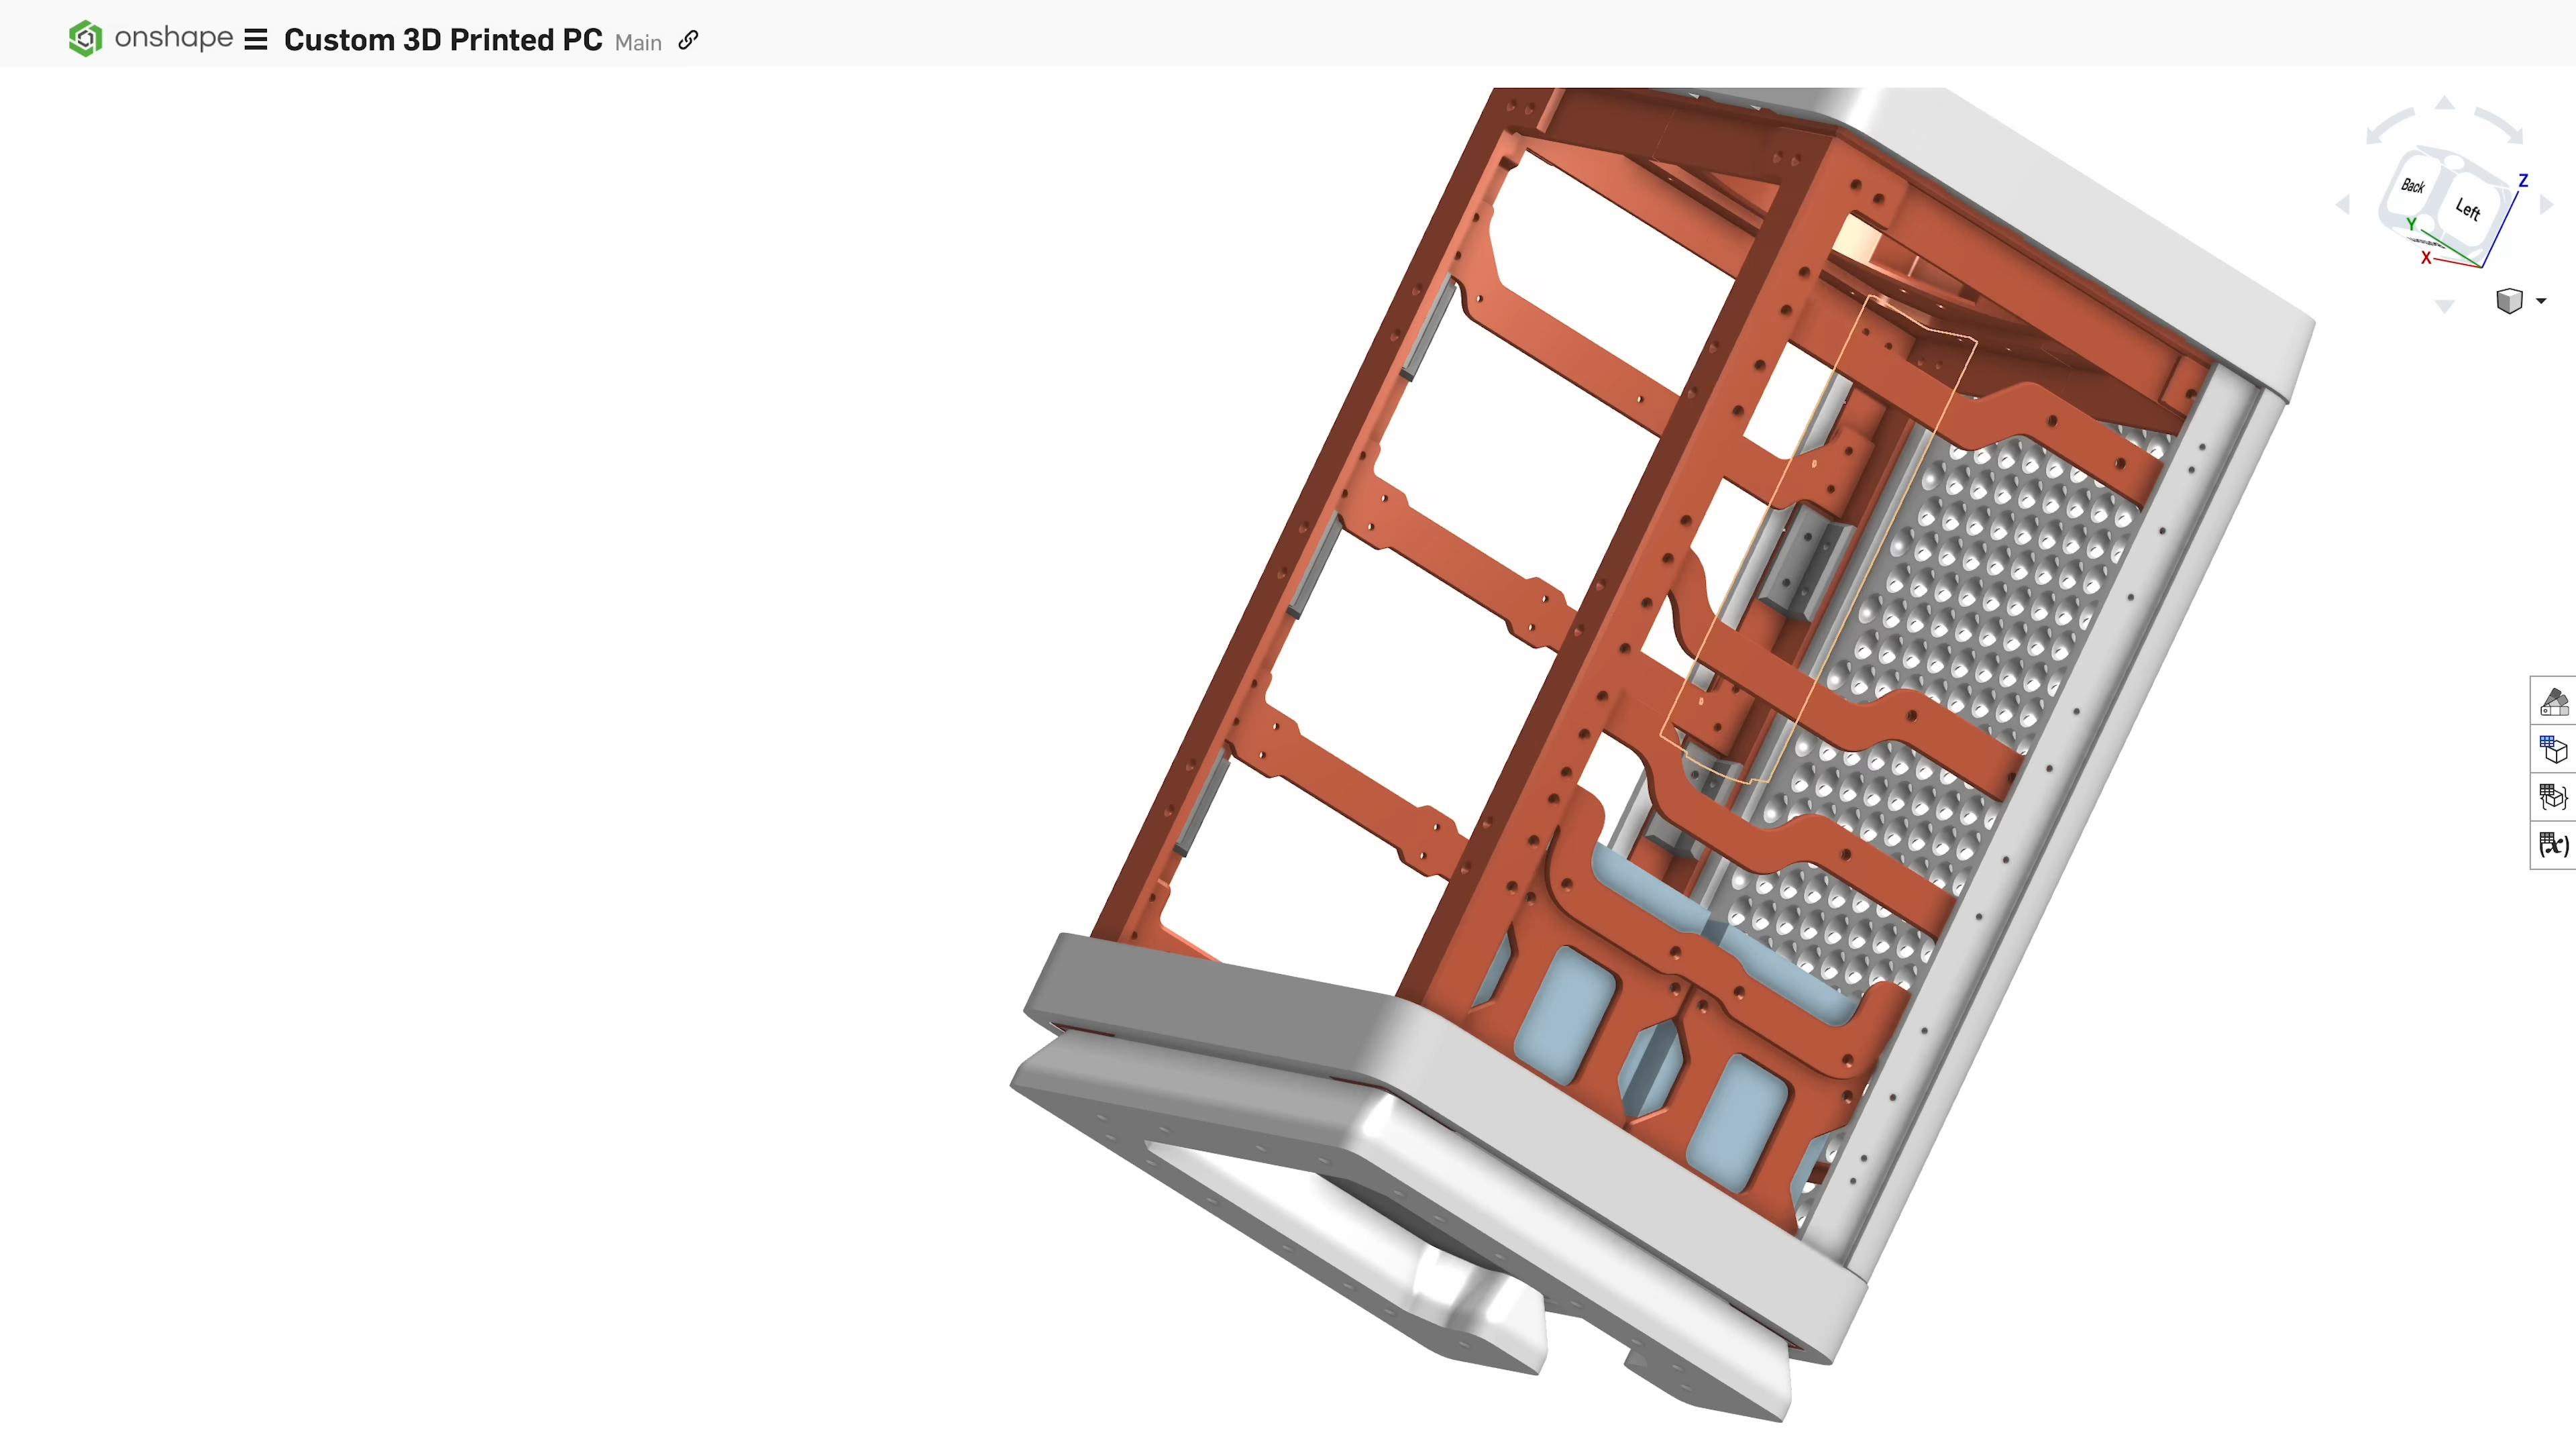 onshape Custom 3D Printed PC Main
Back
Left
Z
Y
X
(x)